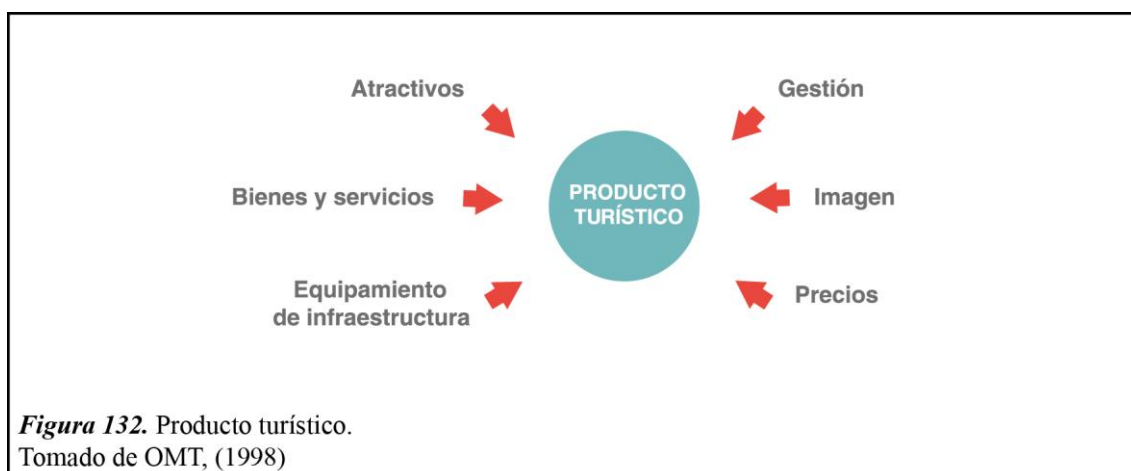 Atractivos
Gestión
Bienes y servicios
PRODUCTO
TURÍSTICO
Imagen
Equipamiento
de infraestructura
Precios
Figura 132. Producto turístico.
Tomado de OMT, (1998)